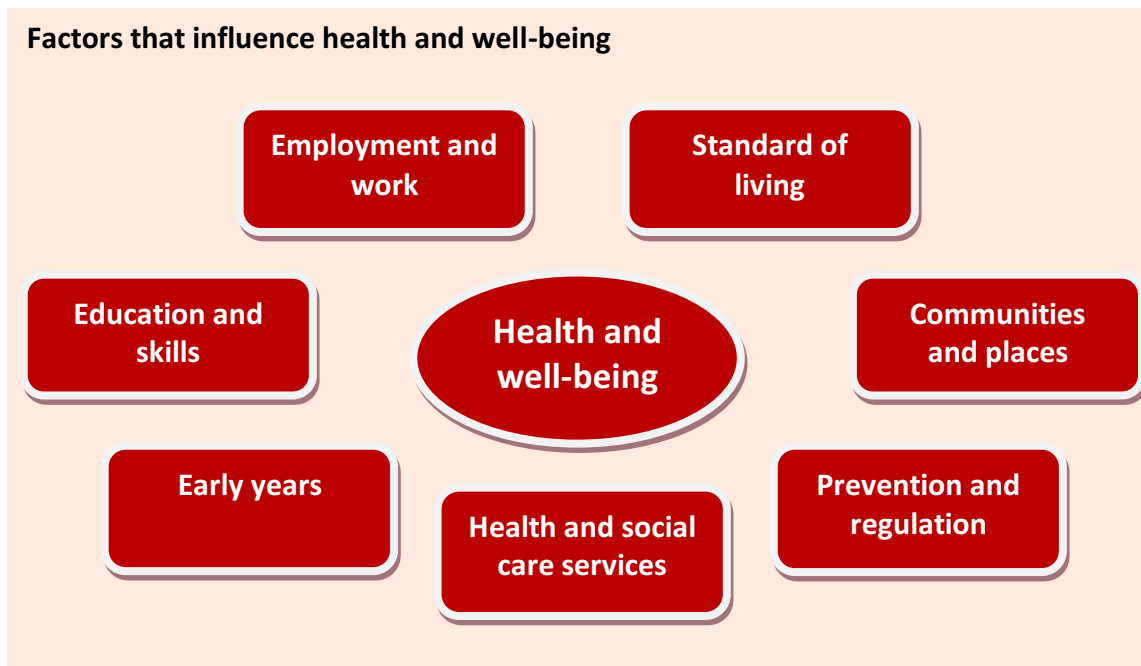 Factors that influence health and well-being
Employment and
work
Standard of
living
Education and
skills
Health and
well-being
Communities
and places
Early years
Health and social
care services
Prevention and
regulation